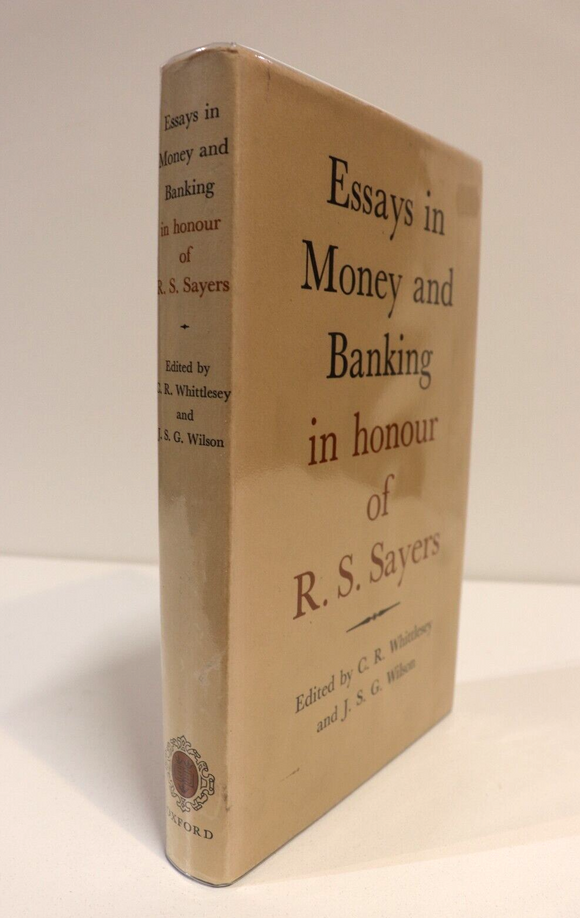 Essays in
Money and
Banking
in honour
of
R. S. Sayers
Edited by
C. R. Whittlesey
and
J. S. G. Wilson
OXFORD
Essays in
Money and
Banking
in honour
of
R. S. Sayers
Edited by C. R. Whittlesey
and J. S. G. Wilson